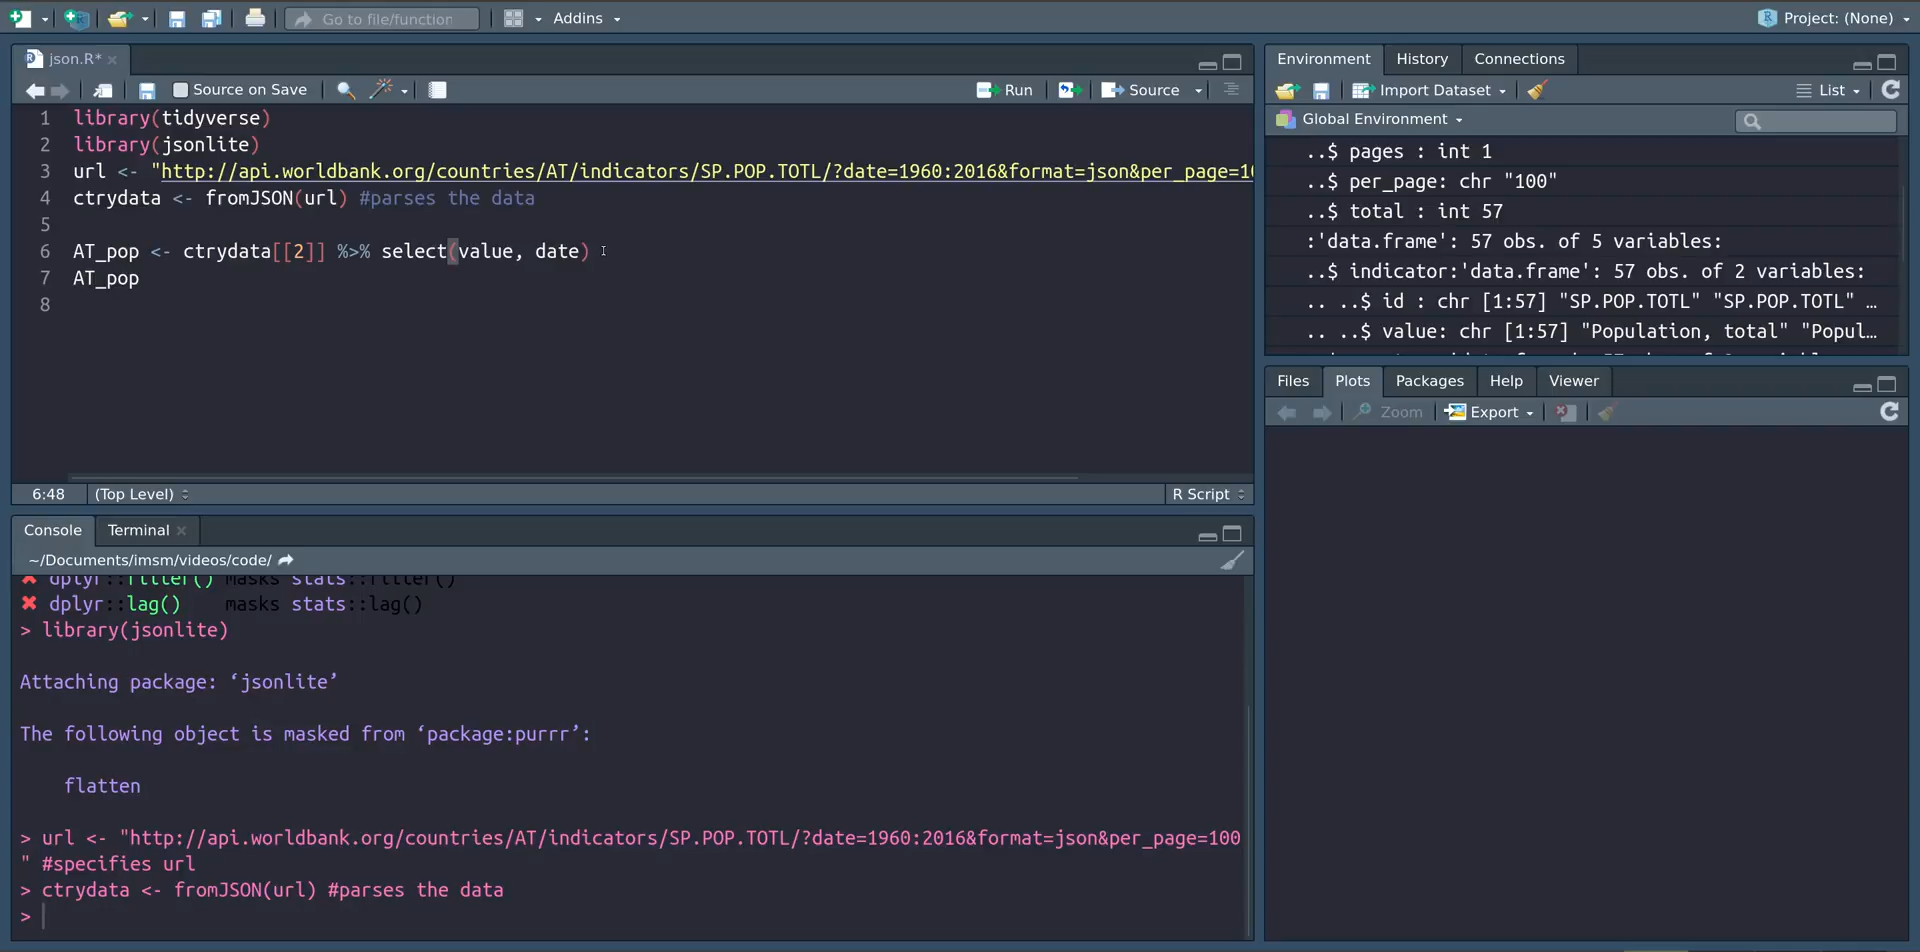 Go to file/function
Addins
Project: (None)
json.R*
Source on Save
Run
Source
1 library(tidyverse)
2 library(jsonlite)
3 url <- "http://api.worldbank.org/countries/AT/indicators/SP.POP.TOTL/?date=1960:2016&format=json&per_page=10
4 ctrydata <- fromJSON(url) #parses the data
5
6 AT_pop <- ctrydata[[2]] %>% select(value, date)
7 AT_pop
8
6:48
(Top Level)
R Script
Console
Terminal
~/Documents/imsm/videos/code/
✖ dplyr::filter() masks stats::filter()
✖ dplyr::lag()    masks stats::lag()
> library(jsonlite)
Attaching package: ‘jsonlite’
The following object is masked from ‘package:purrr’:
flatten
> url <- "http://api.worldbank.org/countries/AT/indicators/SP.POP.TOTL/?date=1960:2016&format=json&per_page=100
" #specifies url
> ctrydata <- fromJSON(url) #parses the data
>
Environment
History
Connections
Import Dataset
List
Global Environment
..$ pages : int 1
..$ per_page: chr "100"
..$ total : int 57
:'data.frame': 57 obs. of 5 variables:
..$ indicator:'data.frame': 57 obs. of 2 variables:
.. ..$ id : chr [1:57] "SP.POP.TOTL" "SP.POP.TOTL" …
.. ..$ value: chr [1:57] "Population, total" "Popul…
Files
Plots
Packages
Help
Viewer
Zoom
Export